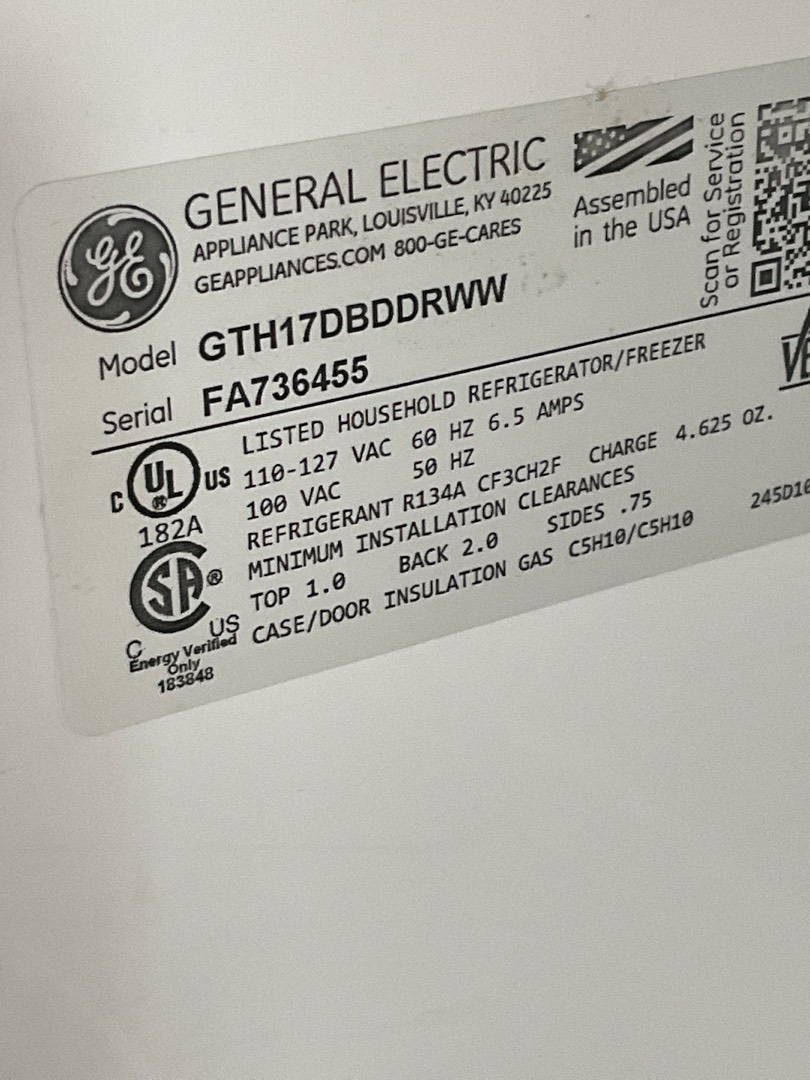 GE
GENERAL ELECTRIC
APPLIANCE PARK, LOUISVILLE, KY 40225
GEAPPLIANCES.COM 800-GE-CARES
Assembled
in the USA
Scan for Service
or Registration
Model GTH17DBDDRWW
Serial FA736455
C UL® US
182A
LISTED HOUSEHOLD REFRIGERATOR/FREEZER
110-127 VAC 60 HZ 6.5 AMPS
100 VAC 50 HZ
REFRIGERANT R134A CF3CH2F CHARGE 4.625 OZ.
MINIMUM INSTALLATION CLEARANCES
TOP 1.0 BACK 2.0 SIDES .75
CASE/DOOR INSULATION GAS C5H10/C5H10
SA®
C US
Energy Verified
Only
183848